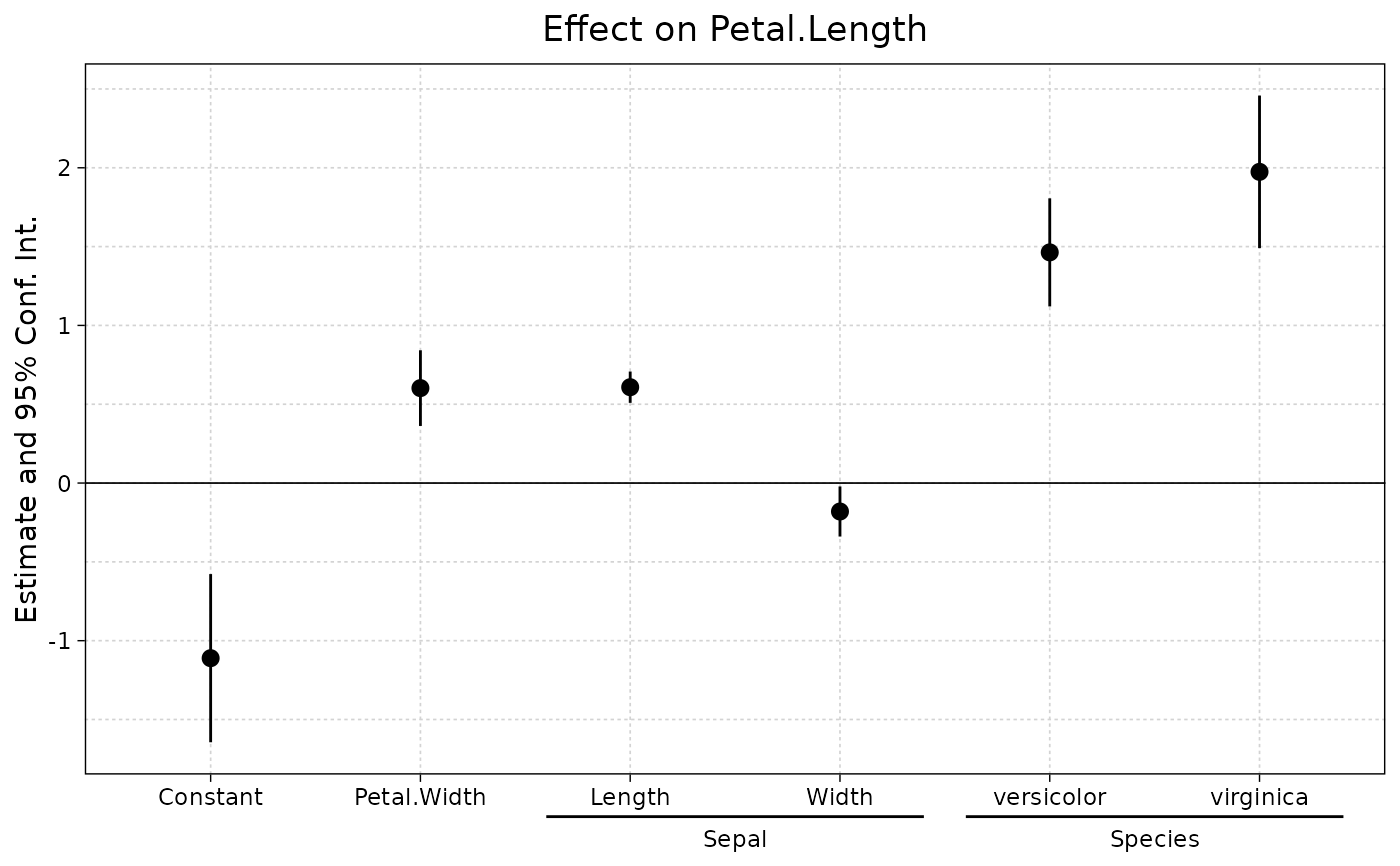 Effect on Petal.Length
Estimate and 95% Conf. Int.
2
1
0
-1
Constant Petal.Width Length Width versicolor virginica
Sepal Species